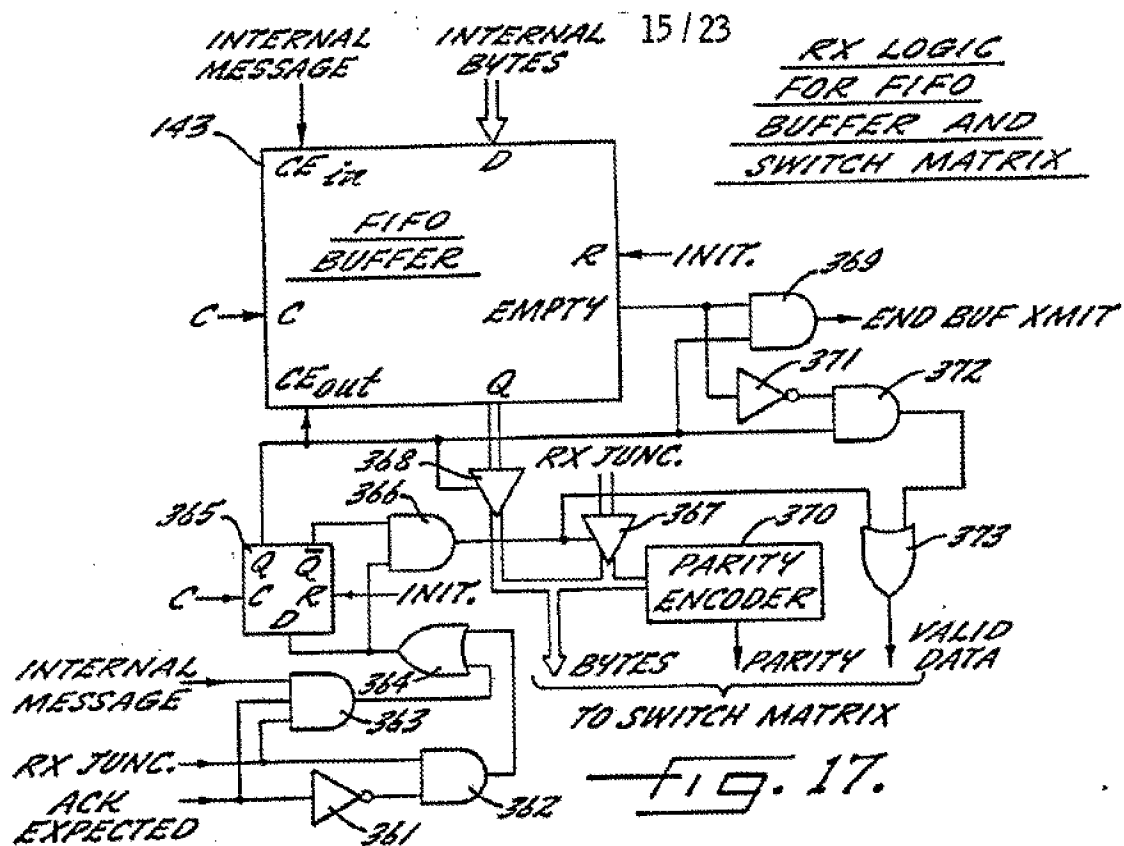 15/23
INTERNAL
MESSAGE
INTERNAL
BYTES
RX LOGIC
FOR FIFO
BUFFER AND
SWITCH MATRIX
143
CE in
D
FIFO
BUFFER
R
INIT.
C
C
EMPTY
369
END BUF XMIT
CE out
Q
371
372
368
RX JUNC.
366
367
365
370
373
Q
Q̅
C
C
R
INIT.
D
PARITY
ENCODER
VALID
DATA
BYTES
PARITY
364
INTERNAL
MESSAGE
363
TO SWITCH MATRIX
RX JUNC.
362
ACK
EXPECTED
361
Fig. 17.